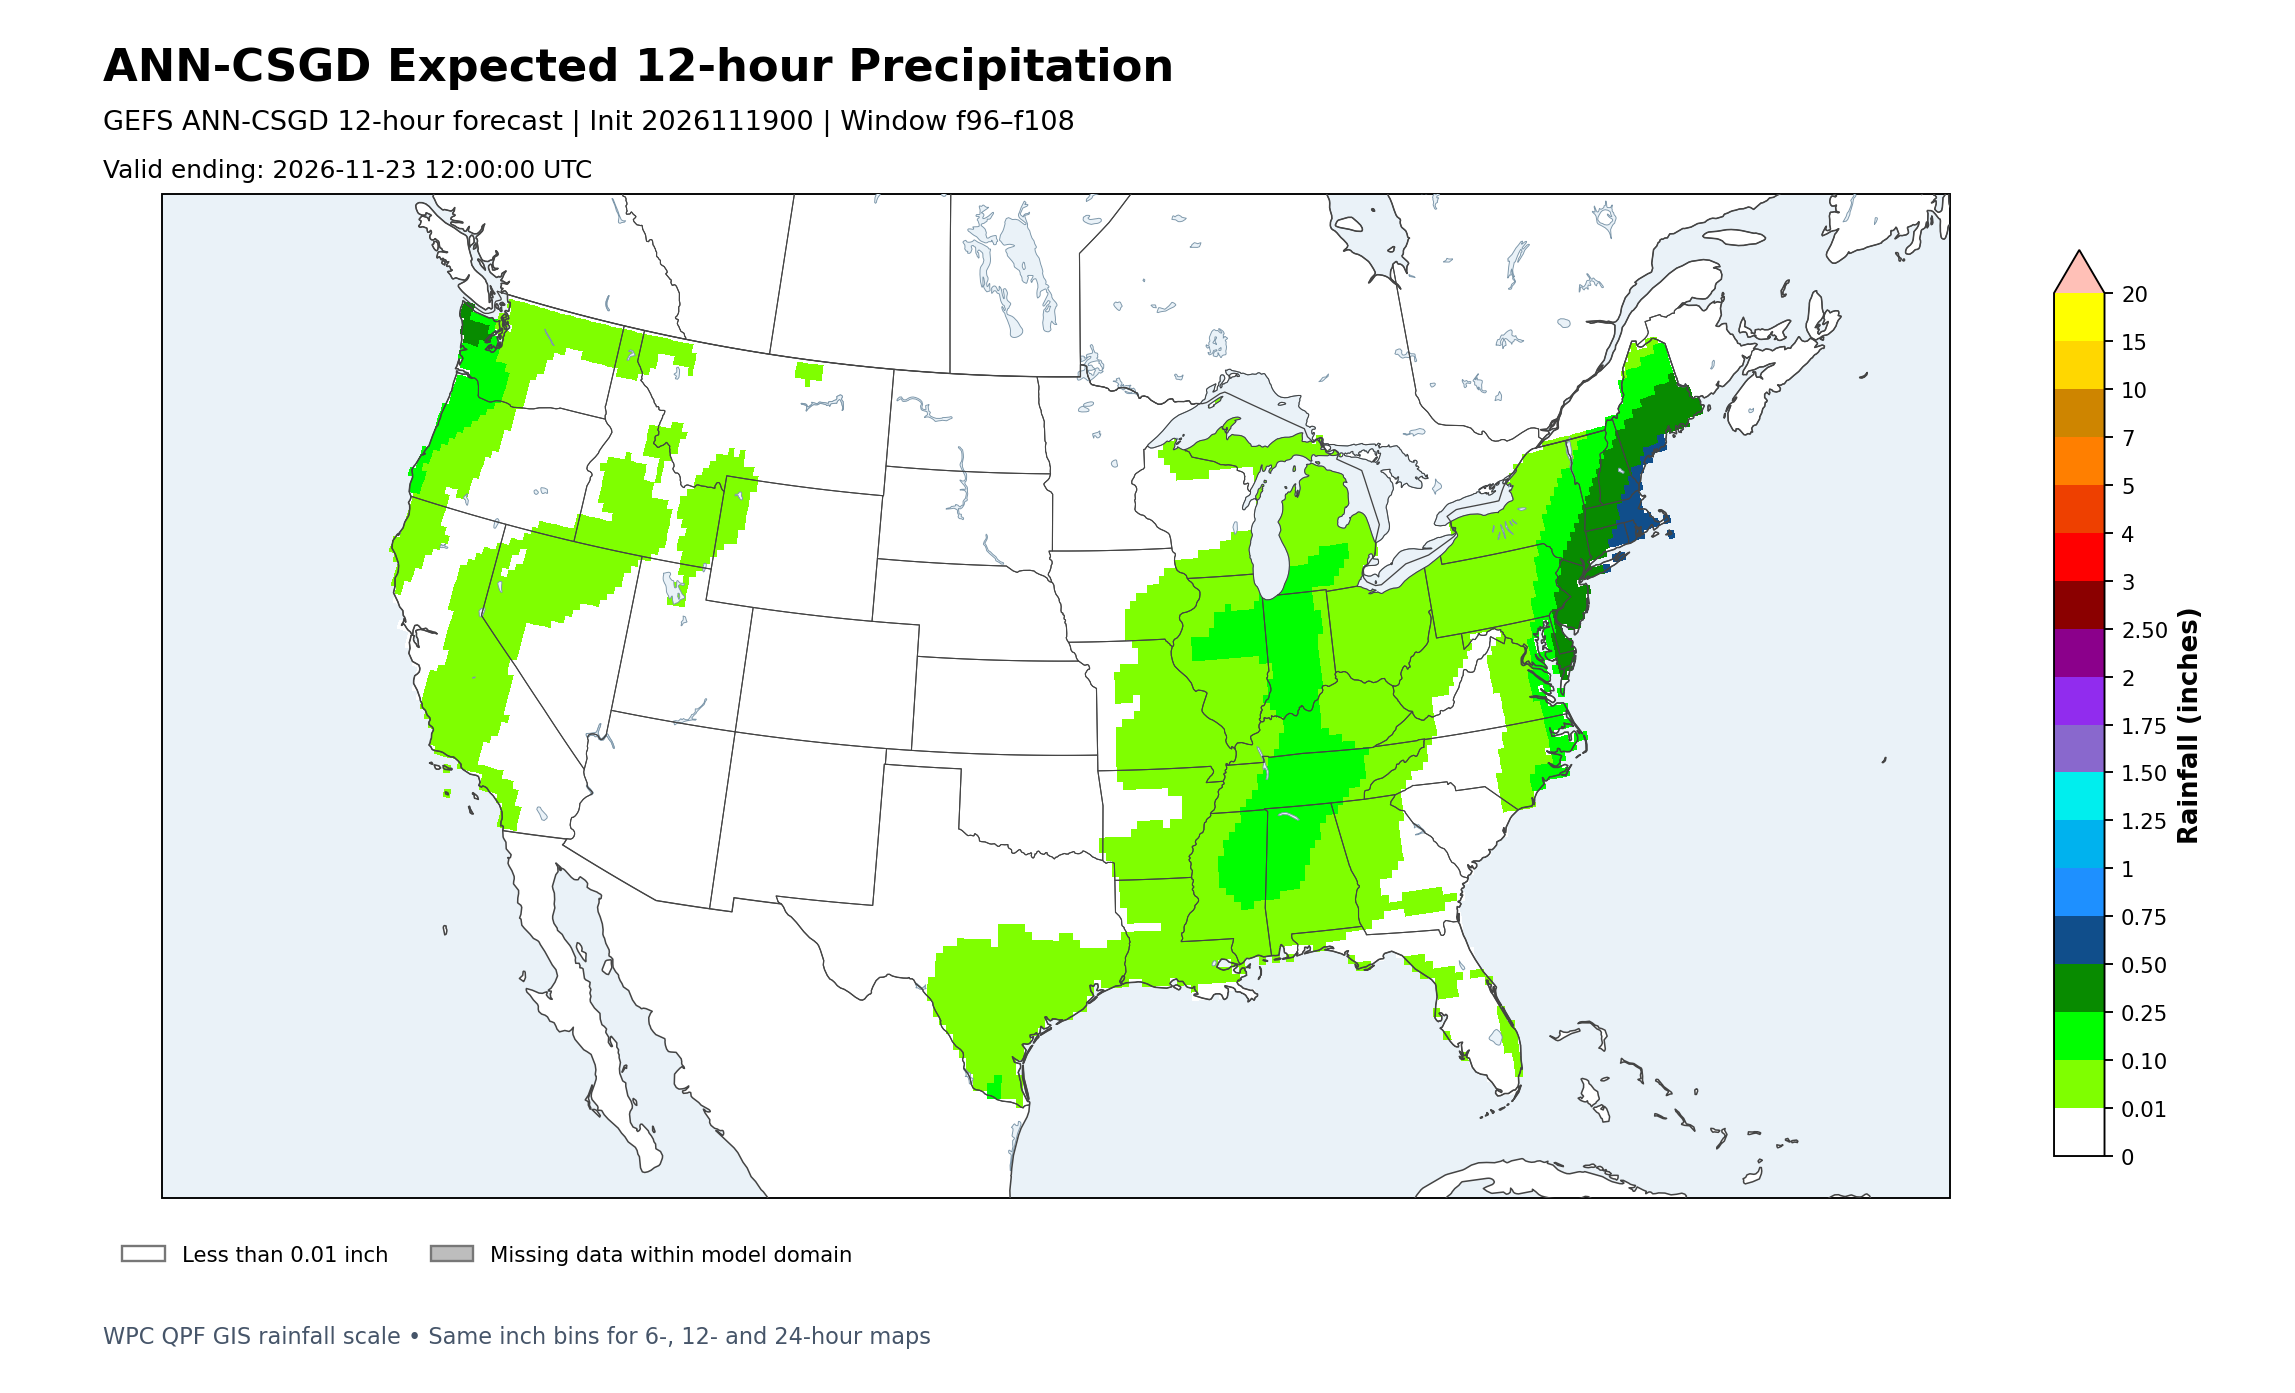 ANN-CSGD Expected 12-hour Precipitation
GEFS ANN-CSGD 12-hour forecast | Init 2026111900 | Window f96–f108
Valid ending: 2026-11-23 12:00:00 UTC
20
15
10
7
5
4
3
2.50
2
1.75
1.50
1.25
1
0.75
0.50
0.25
0.10
0.01
0
Rainfall (inches)
Less than 0.01 inch
Missing data within model domain
WPC QPF GIS rainfall scale • Same inch bins for 6-, 12- and 24-hour maps